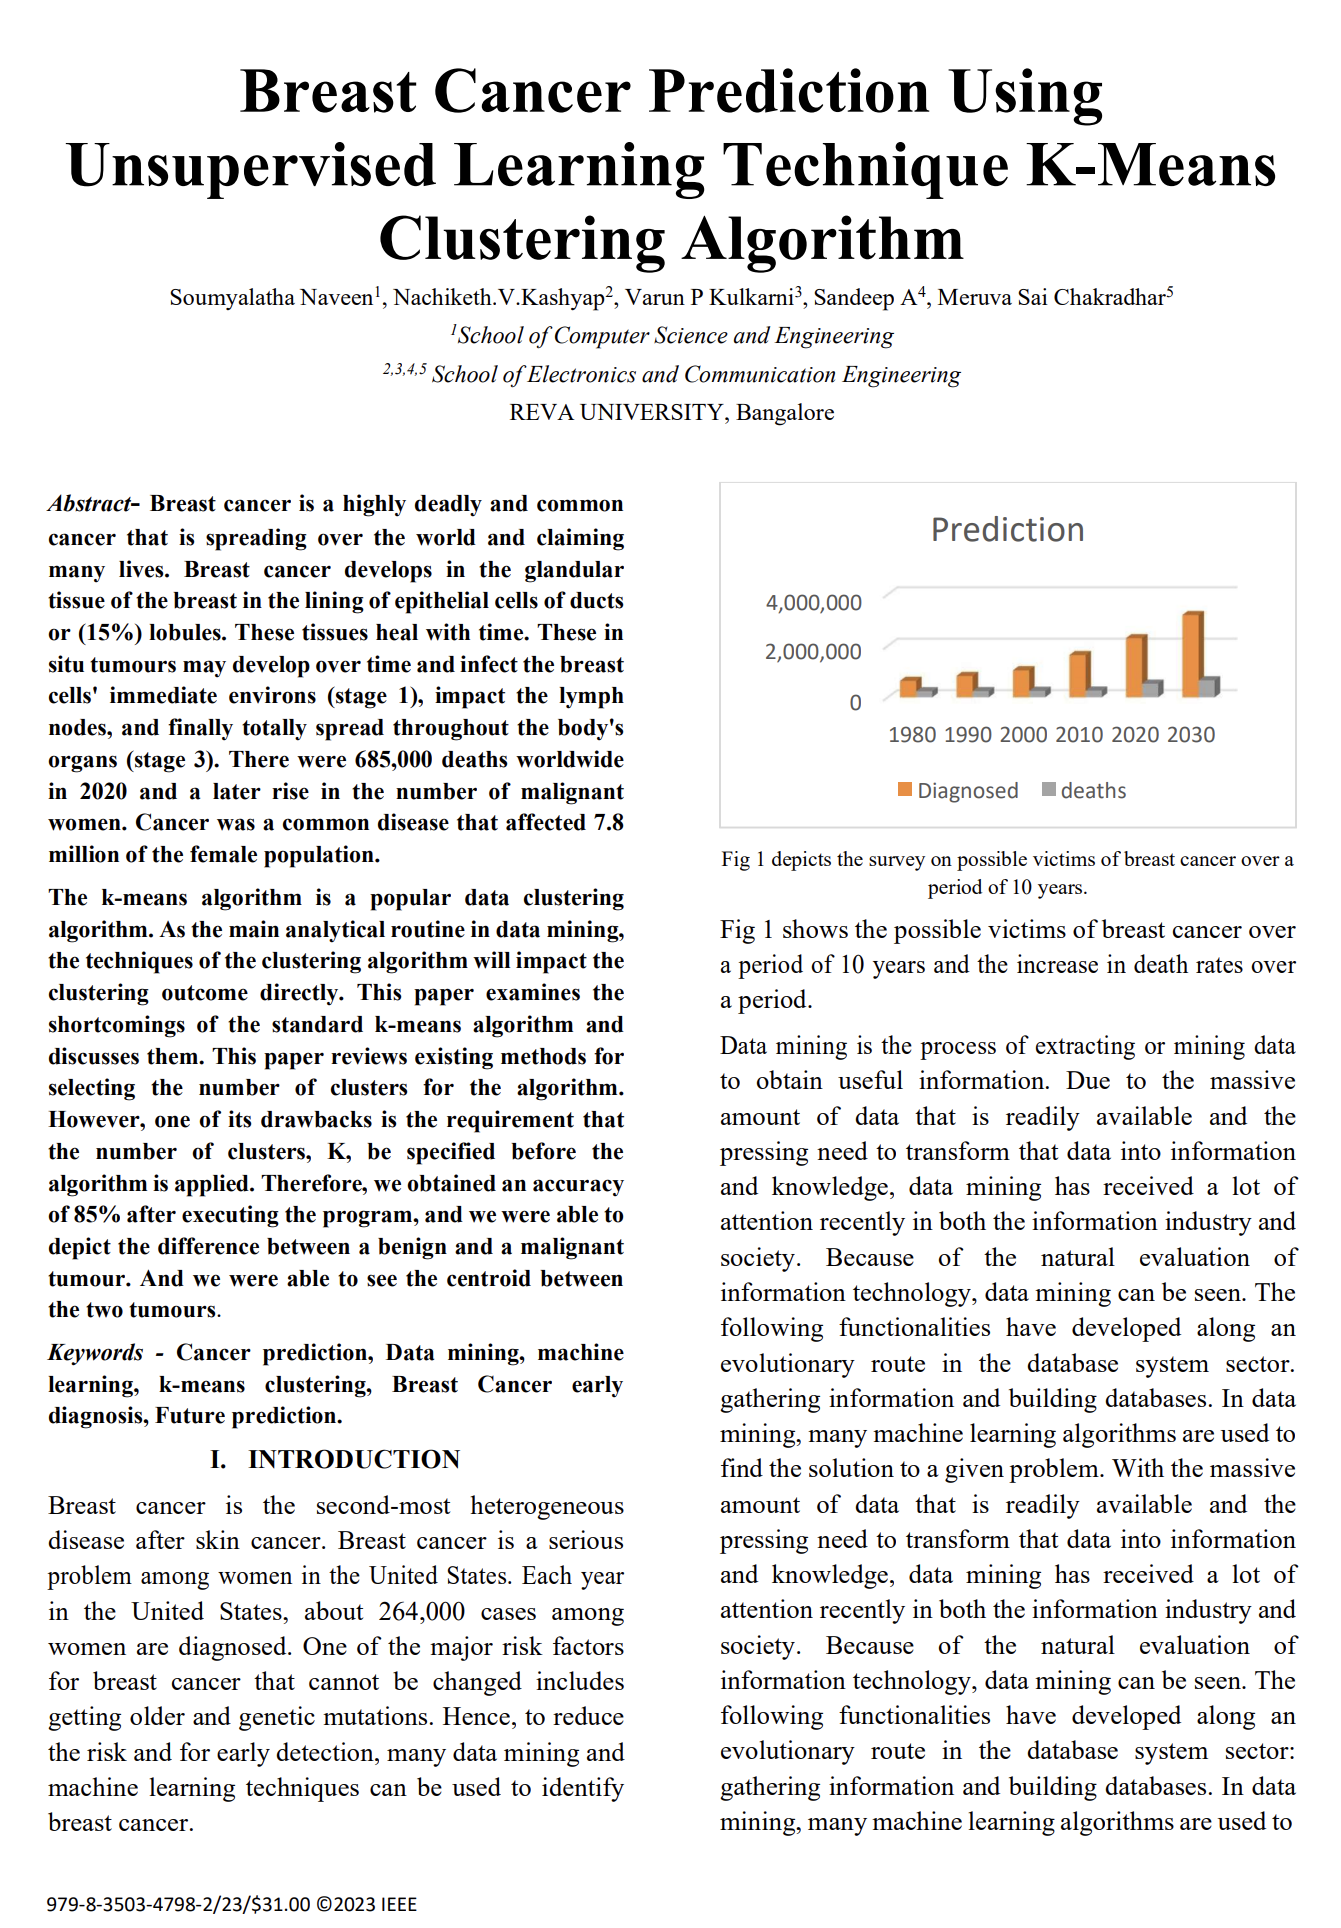 Breast Cancer Prediction Using
Unsupervised Learning Technique K-Means
Clustering Algorithm
Soumyalatha Naveen1, Nachiketh.V.Kashyap2, Varun P Kulkarni3, Sandeep A4, Meruva Sai Chakradhar5
1School of Computer Science and Engineering
2,3,4,5 School of Electronics and Communication Engineering
REVA UNIVERSITY, Bangalore
Abstract- Breast cancer is a highly deadly and common
cancer that is spreading over the world and claiming
many lives. Breast cancer develops in the glandular
tissue of the breast in the lining of epithelial cells of ducts
or (15%) lobules. These tissues heal with time. These in
situ tumours may develop over time and infect the breast
cells' immediate environs (stage 1), impact the lymph
nodes, and finally totally spread throughout the body's
organs (stage 3). There were 685,000 deaths worldwide
in 2020 and a later rise in the number of malignant
women. Cancer was a common disease that affected 7.8
million of the female population.
The k-means algorithm is a popular data clustering
algorithm. As the main analytical routine in data mining,
the techniques of the clustering algorithm will impact the
clustering outcome directly. This paper examines the
shortcomings of the standard k-means algorithm and
discusses them. This paper reviews existing methods for
selecting the number of clusters for the algorithm.
However, one of its drawbacks is the requirement that
the number of clusters, K, be specified before the
algorithm is applied. Therefore, we obtained an accuracy
of 85% after executing the program, and we were able to
depict the difference between a benign and a malignant
tumour. And we were able to see the centroid between
the two tumours.
Keywords - Cancer prediction, Data mining, machine
learning, k-means clustering, Breast Cancer early
diagnosis, Future prediction.
I. INTRODUCTION
Breast cancer is the second-most heterogeneous
disease after skin cancer. Breast cancer is a serious
problem among women in the United States. Each year
in the United States, about 264,000 cases among
women are diagnosed. One of the major risk factors
for breast cancer that cannot be changed includes
getting older and genetic mutations. Hence, to reduce
the risk and for early detection, many data mining and
machine learning techniques can be used to identify
breast cancer.
Prediction
4,000,000
2,000,000
0
1980 1990 2000 2010 2020 2030
Diagnosed deaths
Fig 1 depicts the survey on possible victims of breast cancer over a
period of 10 years.
Fig 1 shows the possible victims of breast cancer over
a period of 10 years and the increase in death rates over
a period.
Data mining is the process of extracting or mining data
to obtain useful information. Due to the massive
amount of data that is readily available and the
pressing need to transform that data into information
and knowledge, data mining has received a lot of
attention recently in both the information industry and
society. Because of the natural evaluation of
information technology, data mining can be seen. The
following functionalities have developed along an
evolutionary route in the database system sector.
gathering information and building databases. In data
mining, many machine learning algorithms are used to
find the solution to a given problem. With the massive
amount of data that is readily available and the
pressing need to transform that data into information
and knowledge, data mining has received a lot of
attention recently in both the information industry and
society. Because of the natural evaluation of
information technology, data mining can be seen. The
following functionalities have developed along an
evolutionary route in the database system sector:
gathering information and building databases. In data
mining, many machine learning algorithms are used to
979-8-3503-4798-2/23/$31.00 ©2023 IEEE